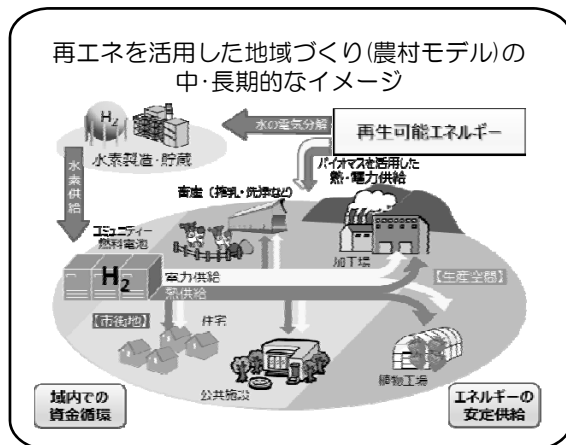 再エネを活用した地域づくり(農村モデル)の
中・長期的なイメージ
H2
水の電気分解
再生可能エネルギー
水素製造・貯蔵
バイオマスを活用した
熱・電力供給
水素供給
畜産(搾乳・洗浄など)
コミュニティー
燃料電池
加工場
H2
電力供給
熱供給
【生産空間】
【市街地】
住宅
公共施設
植物工場
域内での
資金循環
エネルギーの
安定供給